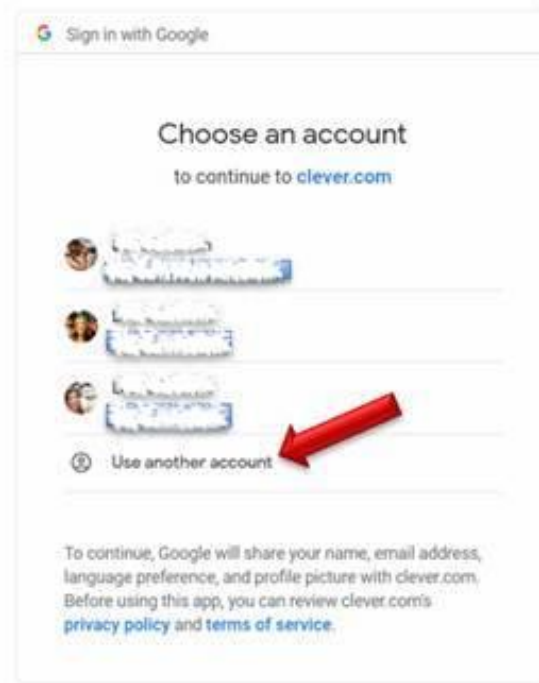 Sign in with Google
Choose an account
to continue to clever.com
Use another account
To continue, Google will share your name, email address,
language preference, and profile picture with clever.com.
Before using this app, you can review clever.com's
privacy policy and terms of service.